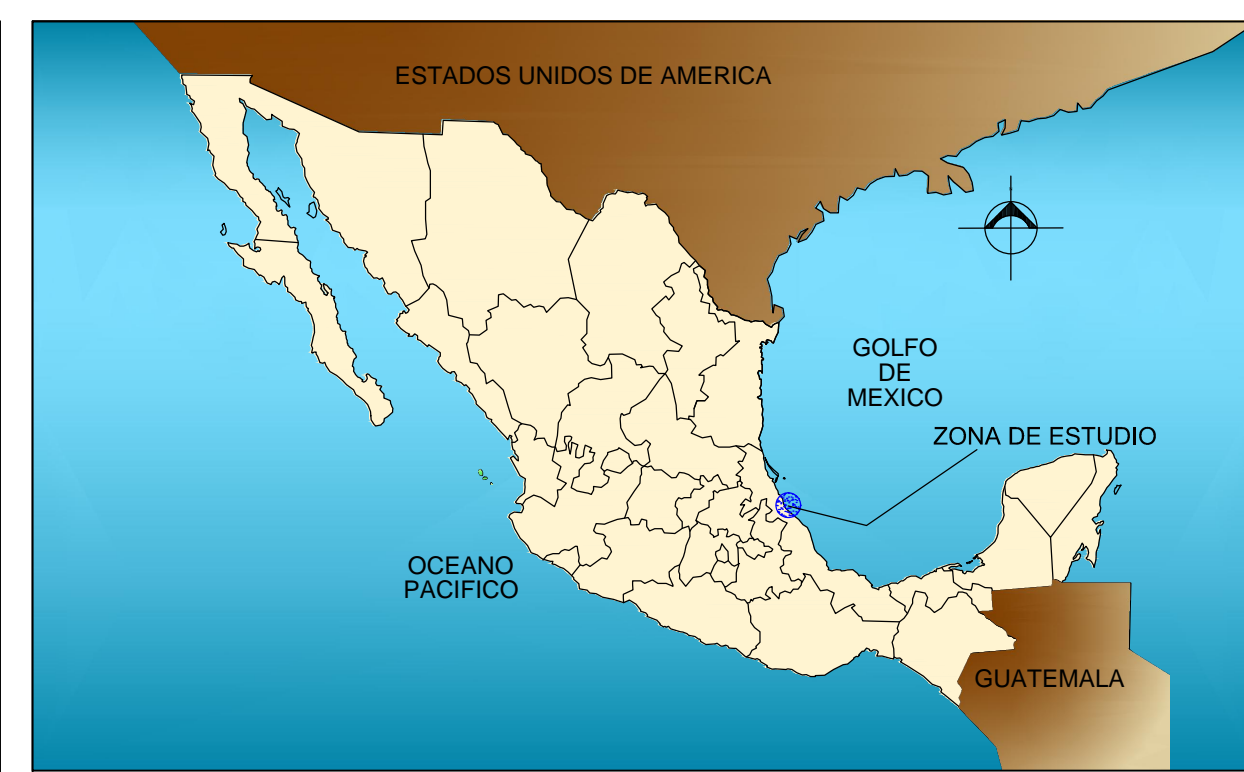 ESTADOS UNIDOS DE AMERICA
GOLFO
DE
MEXICO
ZONA DE ESTUDIO
OCEANO
PACIFICO
GUATEMALA